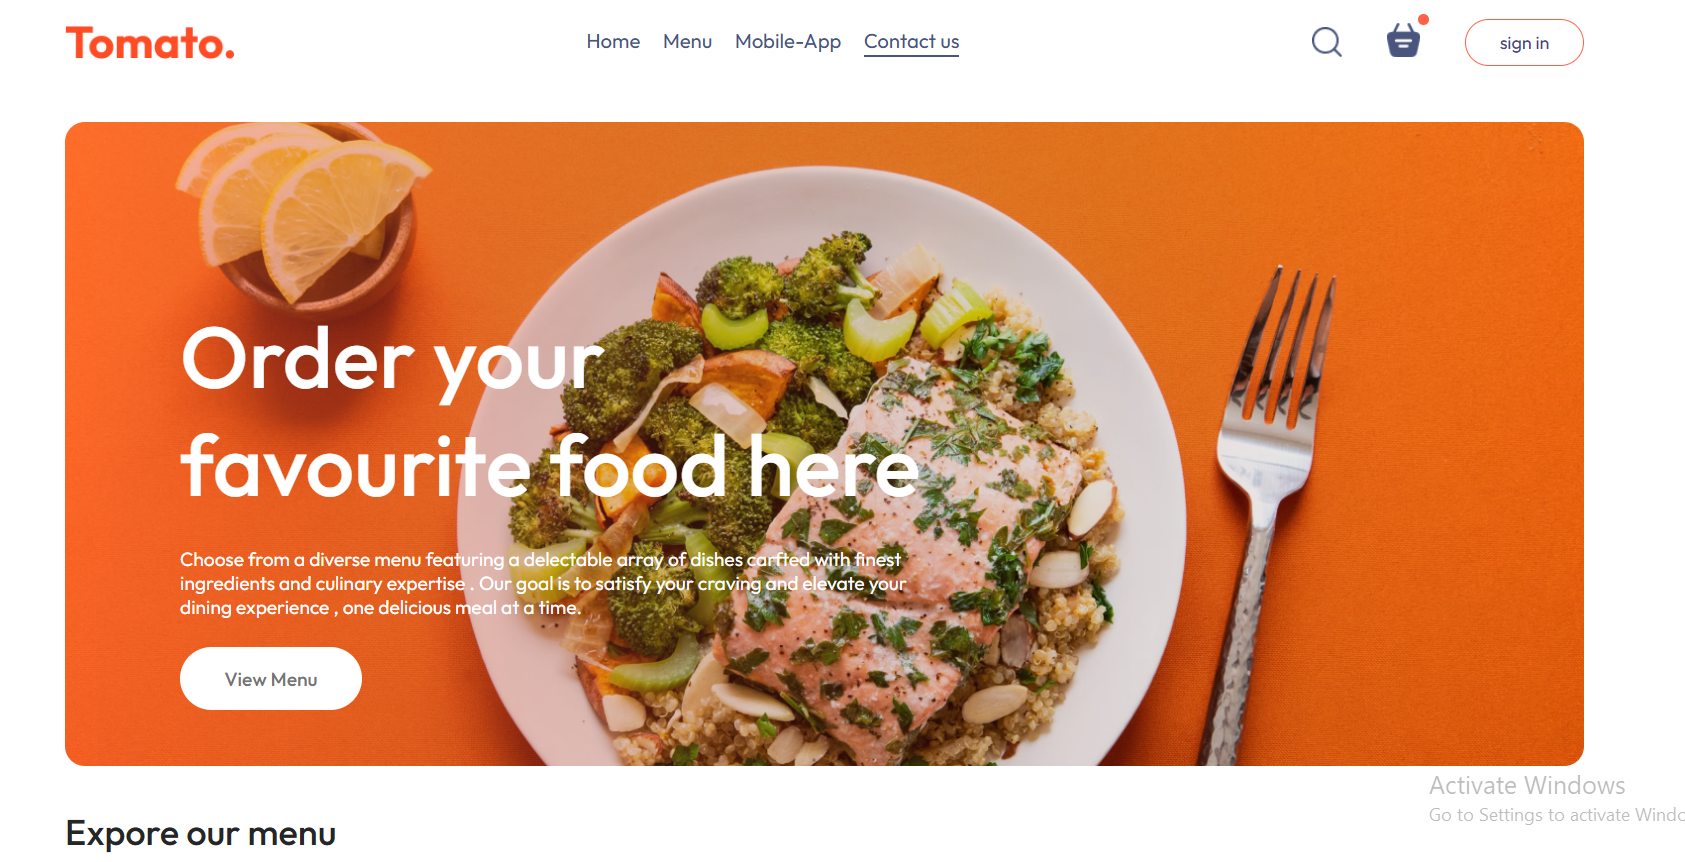 Tomato.
Home Menu Mobile-App Contact us
sign in
Order your
favourite food here
Choose from a diverse menu featuring a delectable array of dishes carfted with finest
ingredients and culinary expertise . Our goal is to satisfy your craving and elevate your
dining experience , one delicious meal at a time.
View Menu
Activate Windows
Go to Settings to activate Windc
Expore our menu